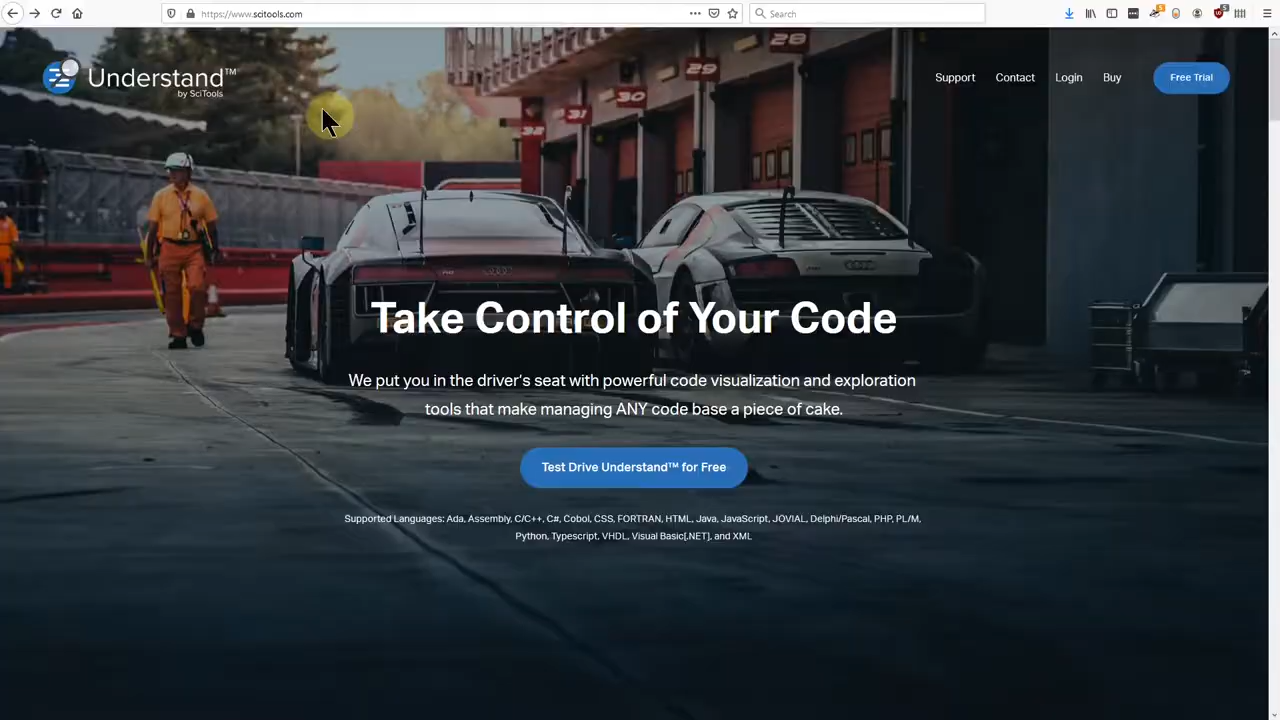 https://www.scitools.com
Search
Understand™
by SciTools
Support
Contact
Login
Buy
Free Trial
28
29
30
31
32
Take Control of Your Code
We put you in the driver's seat with powerful code visualization and exploration
tools that make managing ANY code base a piece of cake.
Test Drive Understand™ for Free
Supported Languages: Ada, Assembly, C/C++, C#, Cobol, CSS, FORTRAN, HTML, Java, JavaScript, JOVIAL, Delphi/Pascal, PHP, PL/M,
Python, Typescript, VHDL, Visual Basic[.NET], and XML